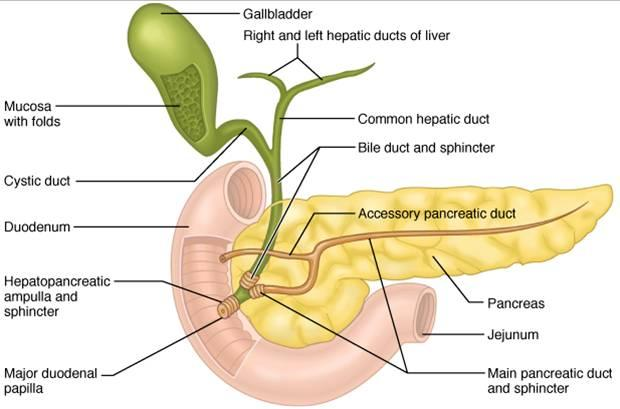 Gallbladder
Right and left hepatic ducts of liver
Mucosa
with folds
Common hepatic duct
Bile duct and sphincter
Cystic duct
Accessory pancreatic duct
Duodenum
Hepatopancreatic
ampulla and
sphincter
Pancreas
Jejunum
Major duodenal
papilla
Main pancreatic duct
and sphincter